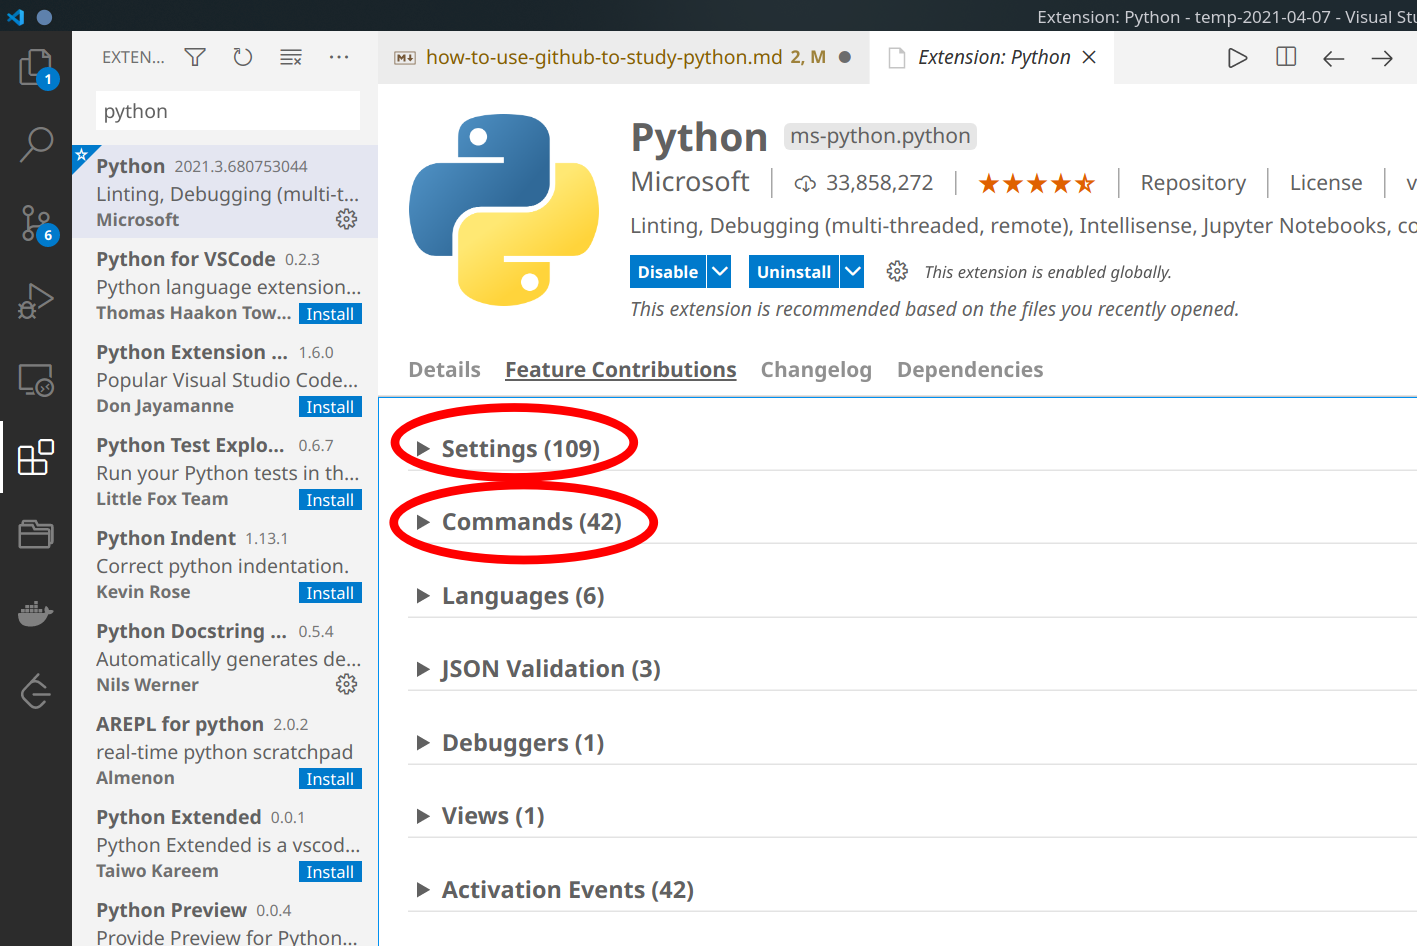 Extension: Python - temp-2021-04-07 - Visual Stu
1
6
EXTEN...
python
Python 2021.3.680753044
Linting, Debugging (multi-t...
Microsoft
Python for VSCode 0.2.3
Python language extension...
Thomas Haakon Tow... Install
Python Extension ... 1.6.0
Popular Visual Studio Code...
Don Jayamanne Install
Python Test Explo... 0.6.7
Run your Python tests in th...
Little Fox Team Install
Python Indent 1.13.1
Correct python indentation.
Kevin Rose Install
Python Docstring ... 0.5.4
Automatically generates de...
Nils Werner
AREPL for python 2.0.2
real-time python scratchpad
Almenon Install
Python Extended 0.0.1
Python Extended is a vscod...
Taiwo Kareem Install
Python Preview 0.0.4
Provide Preview for Python...
how-to-use-github-to-study-python.md 2, M
Extension: Python
Python ms-python.python
Microsoft 33,858,272 Repository License v
Linting, Debugging (multi-threaded, remote), Intellisense, Jupyter Notebooks, co
Disable Uninstall This extension is enabled globally.
This extension is recommended based on the files you recently opened.
Details Feature Contributions Changelog Dependencies
Settings (109)
Commands (42)
Languages (6)
JSON Validation (3)
Debuggers (1)
Views (1)
Activation Events (42)